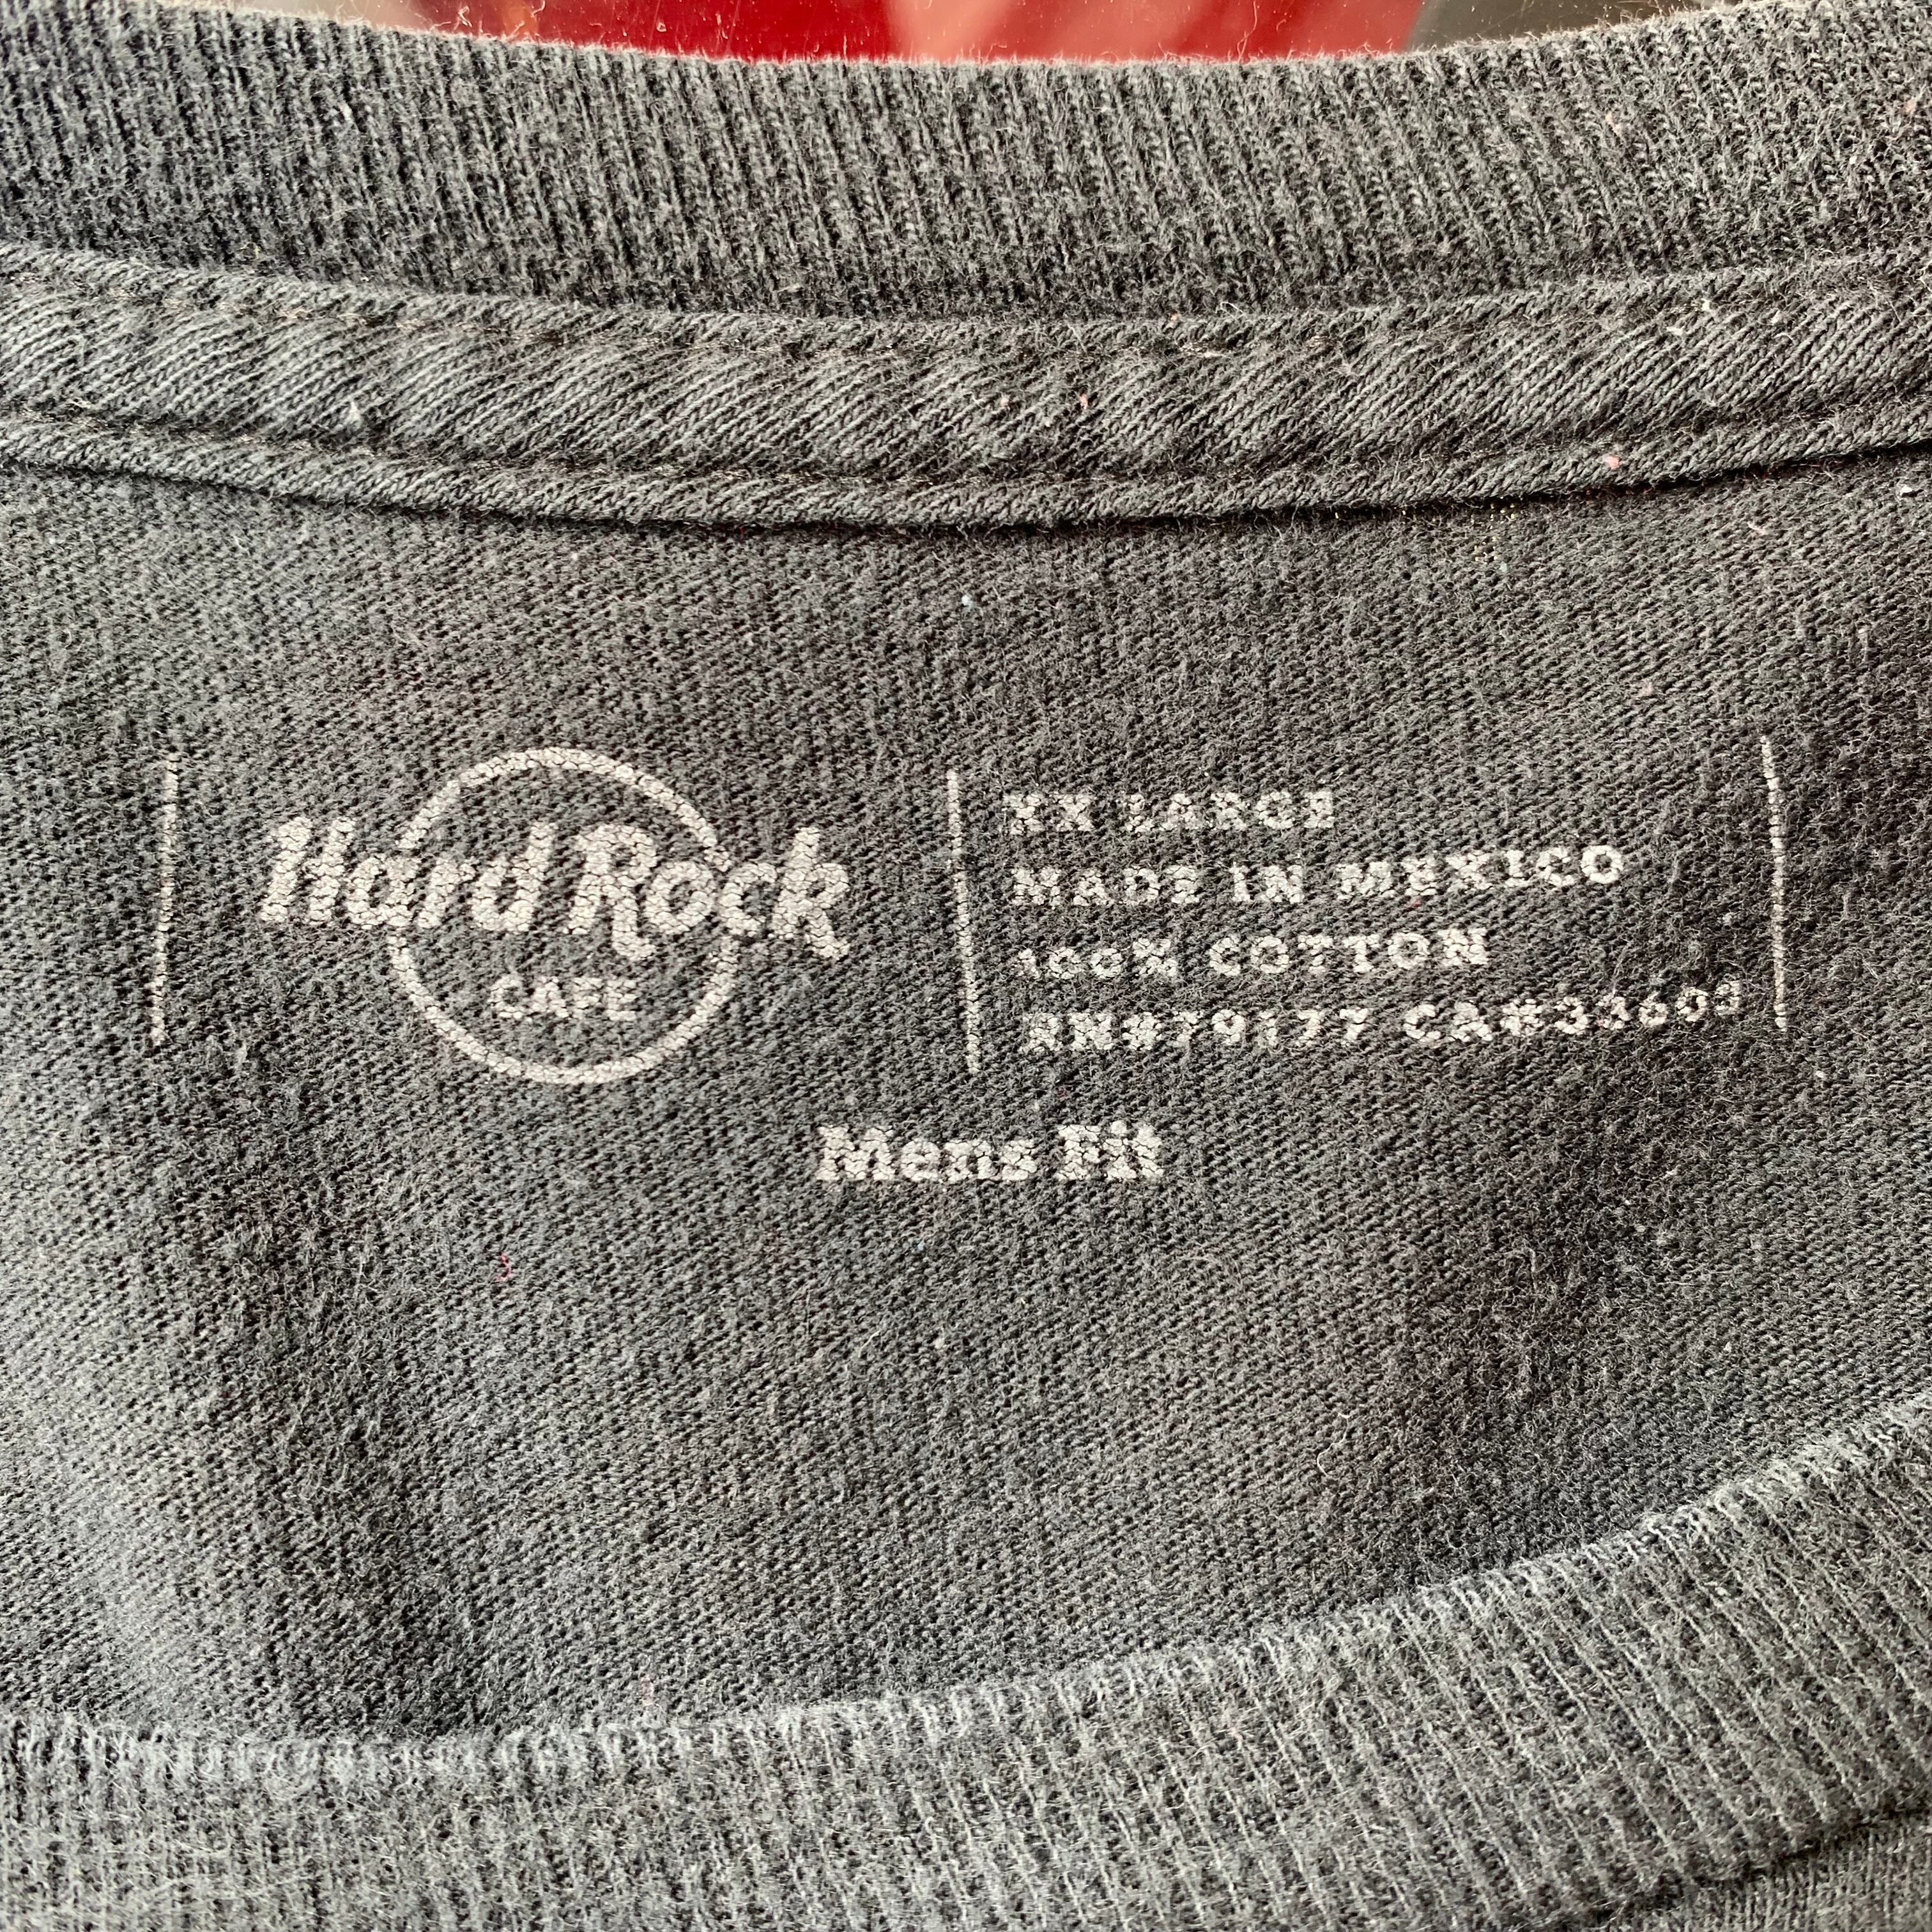 Hard Rock
CAFE
XX LARGE
MADE IN MEXICO
100% COTTON
RN#79177 CA#33603
Mens Fit